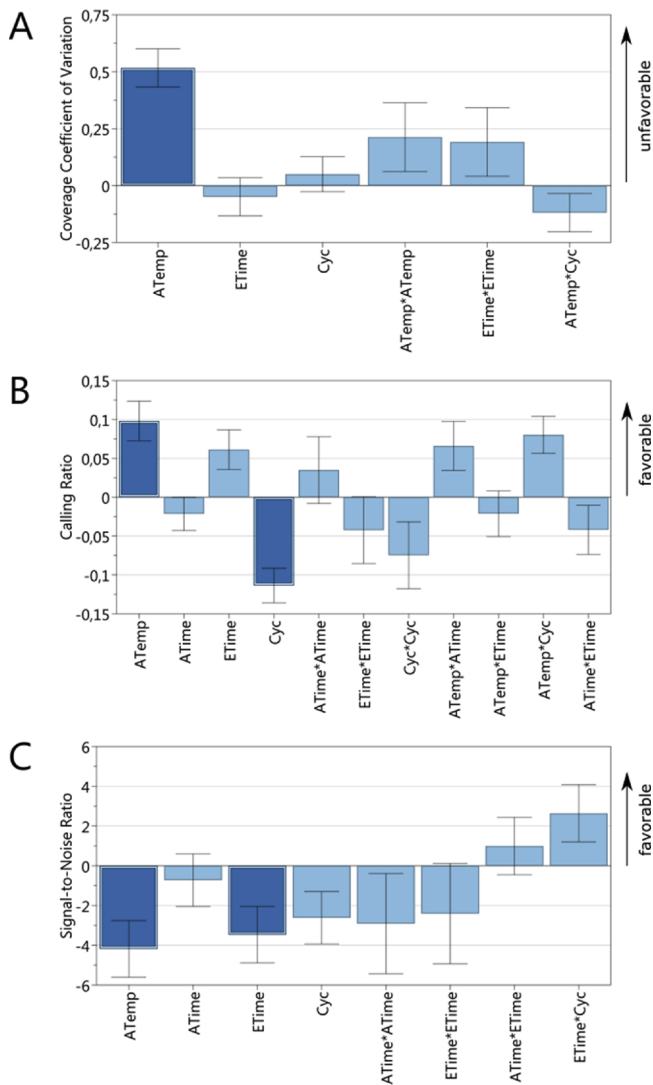 A
Coverage Coefficient of Variation
0,75
0,5
0,25
0
-0,25
unfavorable
ATemp
ETime
Cyc
ATemp*ATemp
ETime*ETime
ATemp*Cyc
B
Calling Ratio
0,15
0,1
0,05
0
-0,05
-0,1
-0,15
favorable
ATemp
ATime
ETime
Cyc
ATime*ATime
ETime*ETime
Cyc*Cyc
ATemp*ATime
ATemp*ETime
ATemp*Cyc
ATime*ETime
C
Signal-to-Noise Ratio
6
4
2
0
-2
-4
-6
favorable
ATemp
ATime
ETime
Cyc
ATime*ATime
ETime*ETime
ATime*ETime
ETime*Cyc